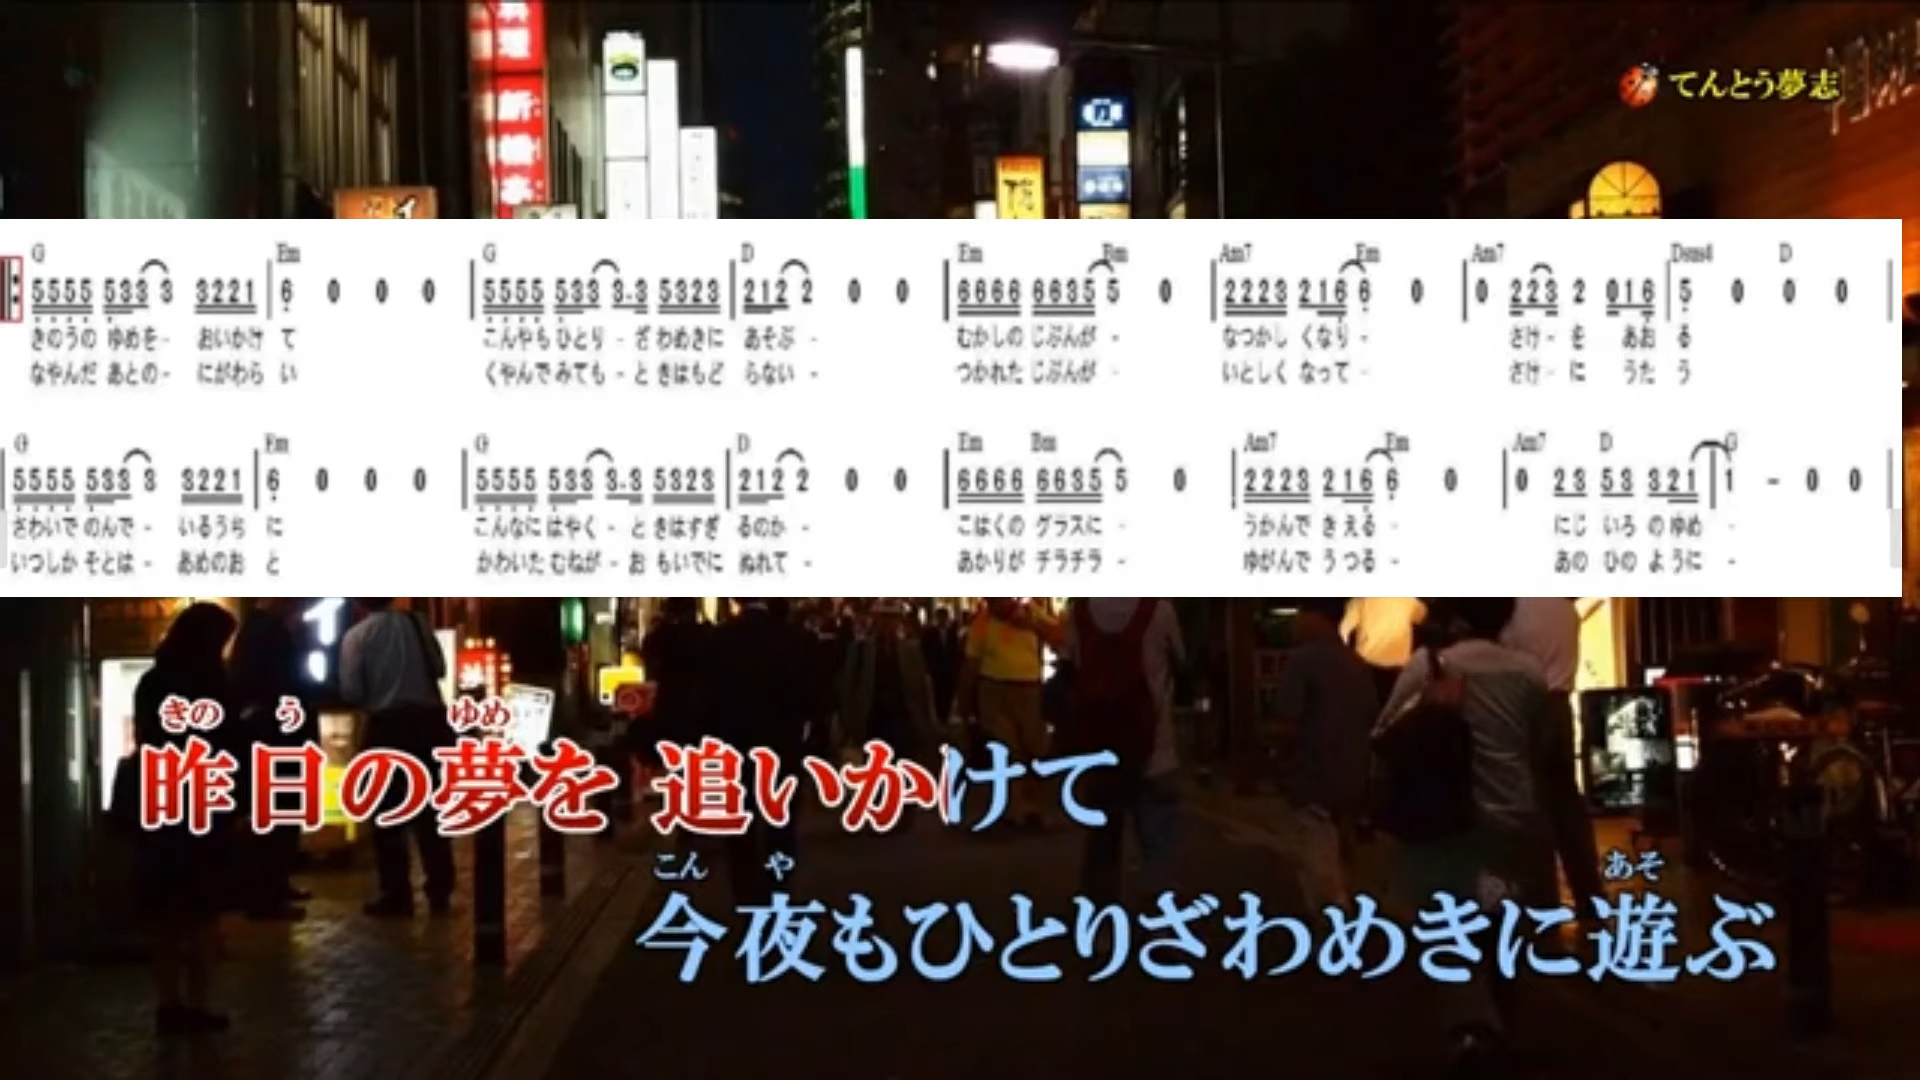 てんとう夢志
G Em G D Em Bm Am7 Em Am7 Dsus4 D
5555 533 3 3221 6 0 0 0 5555 533 3-3 5323 212 2 0 0 6666 6635 5 0 2223 216 6 0 0 223 2 016 5 0 0 0
きのうの ゆめを - おいかけ て こんやも ひとり - ざ わめきに あそぶ - むかしの じぶんが - なつかし くなり - さけ - を あお る
なやんだ あとの - にがわら い くやんで みても - と きはもど らない - つかれた じぶんが - いとしく なって - さけ - に うた う
G Em G D Em Bm Am7 Em Am7 D G
5555 533 3 3221 6 0 0 0 5555 533 3-3 5323 212 2 0 0 6666 6635 5 0 2223 216 6 0 0 23 53 321 1 - 0 0
さわいで のんで - いるうち に こんなに はやく - と きはすぎ るのか - こはくの グラスに - うかんで きえる - にじ いろ のゆめ -
いつしか そとは - あめのお と かわいた むねが - お もいでに ぬれて - あかりが チラチラ - ゆがんで うつる - あの ひの ように -
きの う ゆめ
昨日の夢を 追いかけて
こん や あそ
今夜もひとりざわめきに遊ぶ